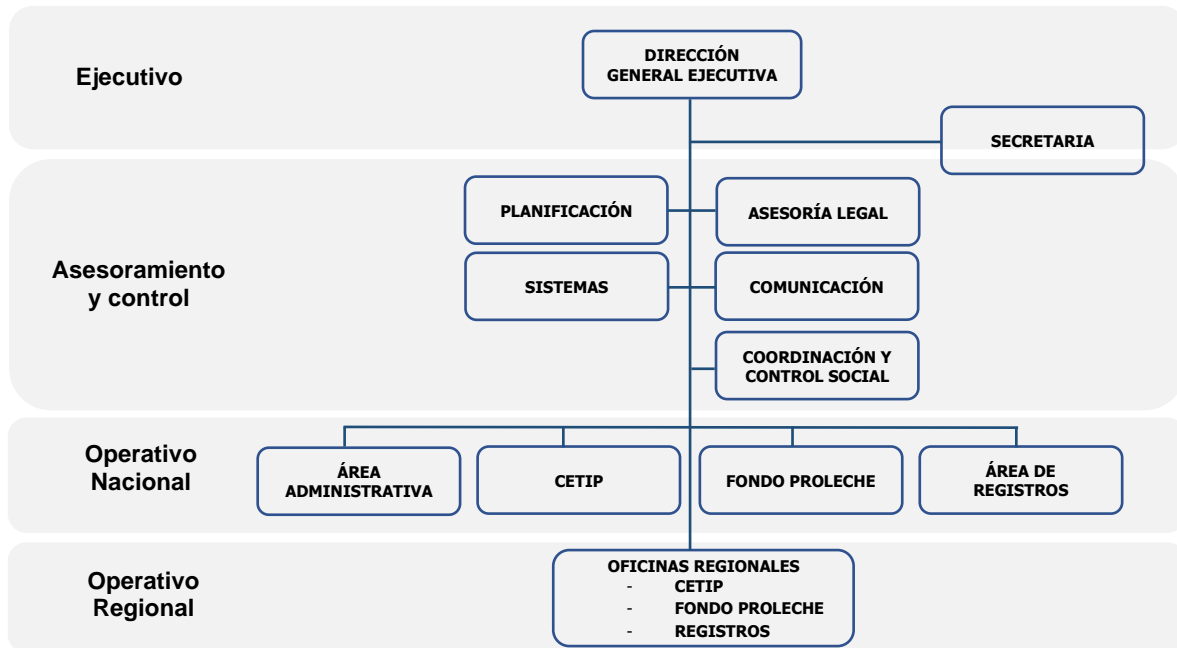 Ejecutivo
DIRECCIÓN
GENERAL EJECUTIVA
SECRETARIA
Asesoramiento
y control
PLANIFICACIÓN
ASESORÍA LEGAL
SISTEMAS
COMUNICACIÓN
COORDINACIÓN Y
CONTROL SOCIAL
Operativo
Nacional
ÁREA
ADMINISTRATIVA
CETIP
FONDO PROLECHE
ÁREA DE
REGISTROS
Operativo
Regional
OFICINAS REGIONALES
- CETIP
- FONDO PROLECHE
- REGISTROS